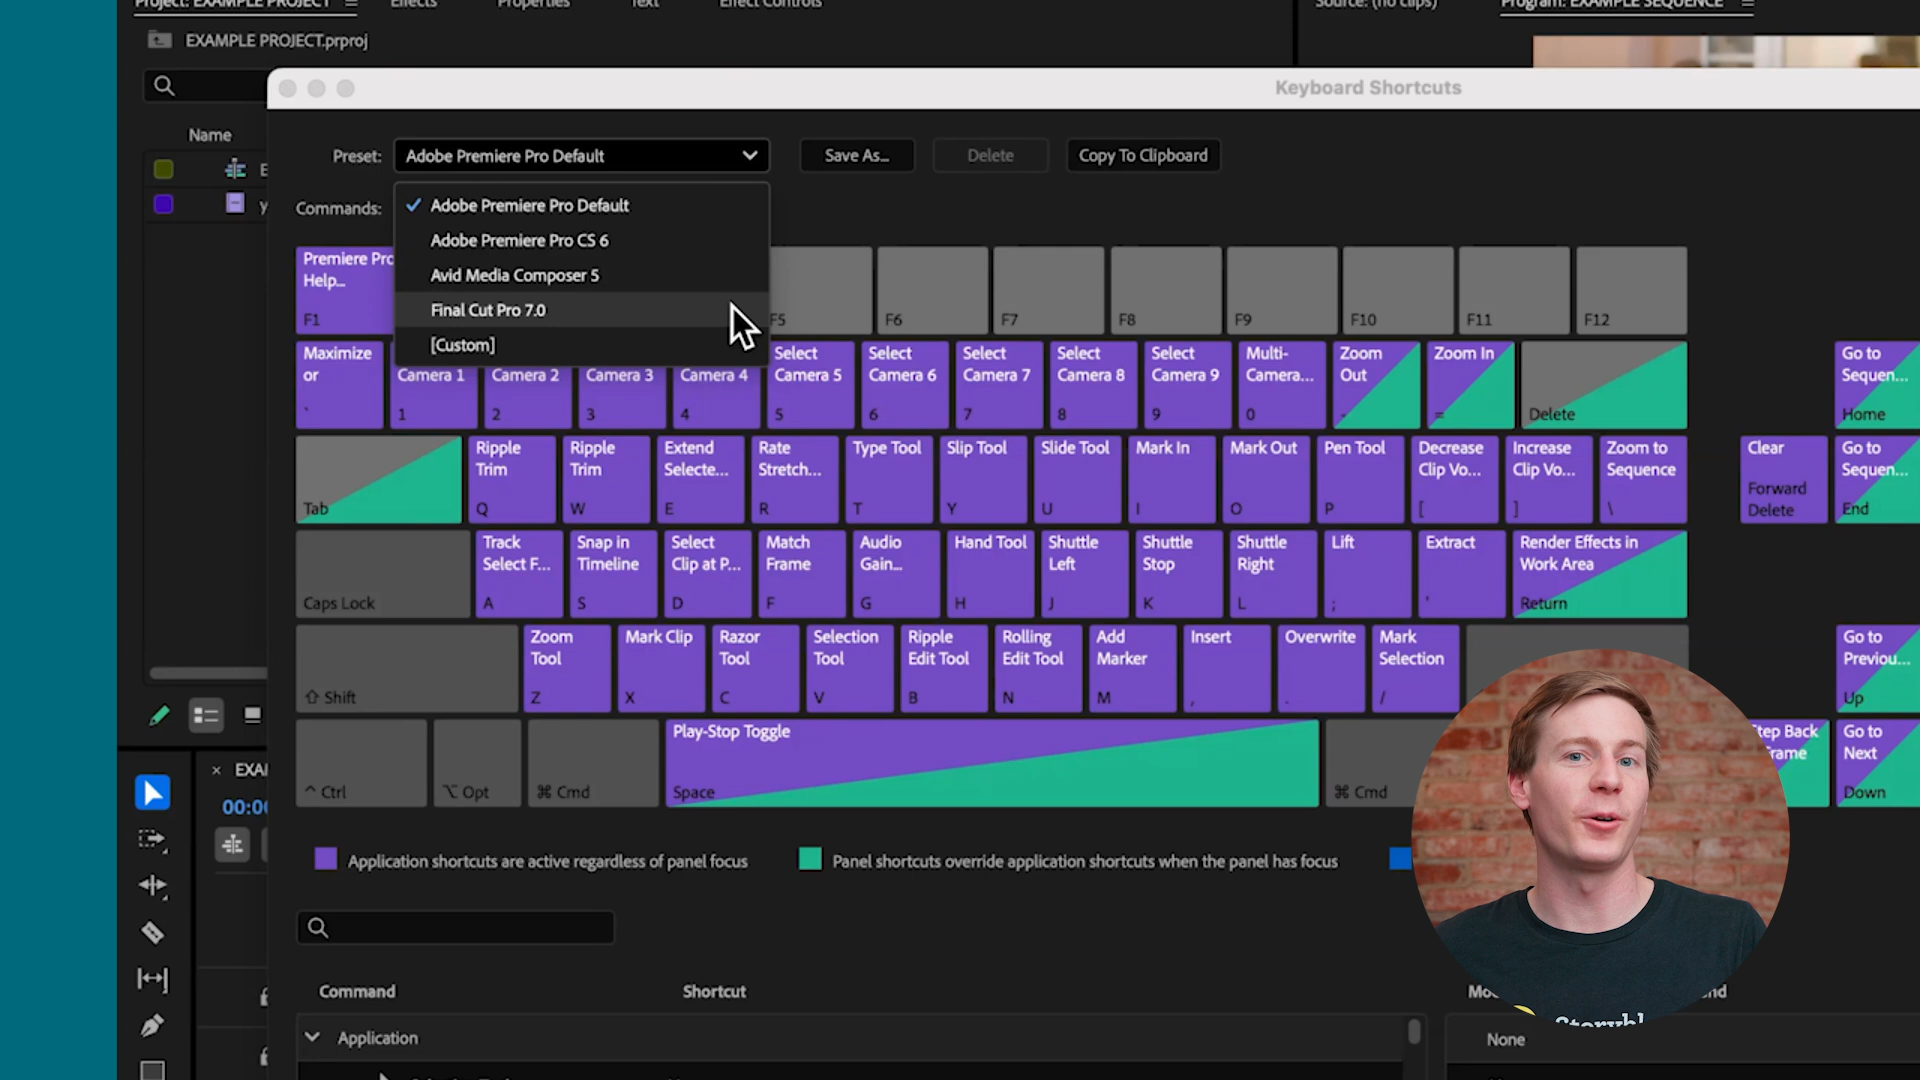 Project: EXAMPLE PROJECT
Effects
Properties
Text
Effect Controls
Source: (no clips)
Program: EXAMPLE SEQUENCE
EXAMPLE PROJECT.prproj
Keyboard Shortcuts
Name
Preset:
Adobe Premiere Pro Default
Save As...
Delete
Copy To Clipboard
Commands:
Adobe Premiere Pro Default
Adobe Premiere Pro CS 6
Avid Media Composer 5
Final Cut Pro 7.0
[Custom]
Premiere Pro
Help...
F1
F5
F6
F7
F8
F9
F10
F11
F12
Maximize
or
`
Camera 1
1
Camera 2
2
Camera 3
3
Camera 4
4
Select
Camera 5
5
Select
Camera 6
6
Select
Camera 7
7
Select
Camera 8
8
Select
Camera 9
9
Multi-
Camera...
0
Zoom
Out
-
Zoom In
=
Delete
Go to
Sequen...
Home
Tab
Ripple
Trim
Q
Ripple
Trim
W
Extend
Selecte...
E
Rate
Stretch...
R
Type Tool
T
Slip Tool
Y
Slide Tool
U
Mark In
I
Mark Out
O
Pen Tool
P
Decrease
Clip Vo...
[
Increase
Clip Vo...
]
Zoom to
Sequence
\
Clear
Forward
Delete
Go to
Sequen...
End
Caps Lock
Track
Select F...
A
Snap in
Timeline
S
Select
Clip at P...
D
Match
Frame
F
Audio
Gain...
G
Hand Tool
H
Shuttle
Left
J
Shuttle
Stop
K
Shuttle
Right
L
Lift
;
Extract
'
Render Effects in
Work Area
Return
⇧ Shift
Zoom
Tool
Z
Mark Clip
X
Razor
Tool
C
Selection
Tool
V
Ripple
Edit Tool
B
Rolling
Edit Tool
N
Add
Marker
M
Insert
,
Overwrite
.
Mark
Selection
/
Go to
Previou...
Up
^ Ctrl
⌥ Opt
⌘ Cmd
Play-Stop Toggle
Space
⌘ Cmd
Step Back
Frame
Go to
Next
Down
Application shortcuts are active regardless of panel focus
Panel shortcuts override application shortcuts when the panel has focus
Command
Shortcut
Application
None